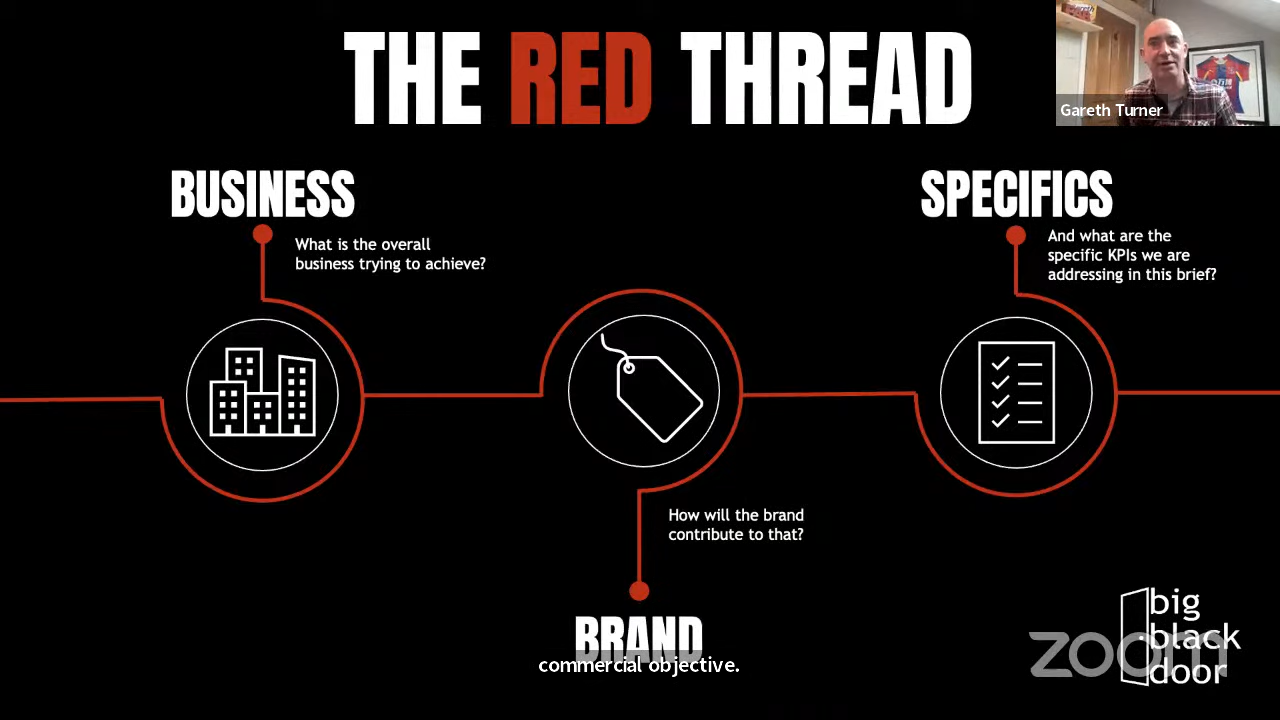 THE RED THREAD
Gareth Turner
BUSINESS
What is the overall
business trying to achieve?
SPECIFICS
And what are the
specific KPIs we are
addressing in this brief?
How will the brand
contribute to that?
BRAND
commercial objective.
big
black
door
zoom